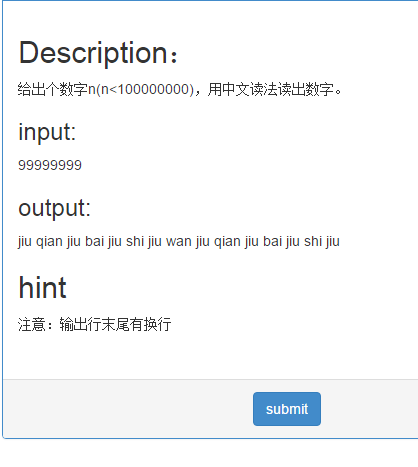 Description：
给出个数字n(n<100000000)，用中文读法读出数字。
input:
99999999
output:
jiu qian jiu bai jiu shi jiu wan jiu qian jiu bai jiu shi jiu
hint
注意：输出行末尾有换行
submit